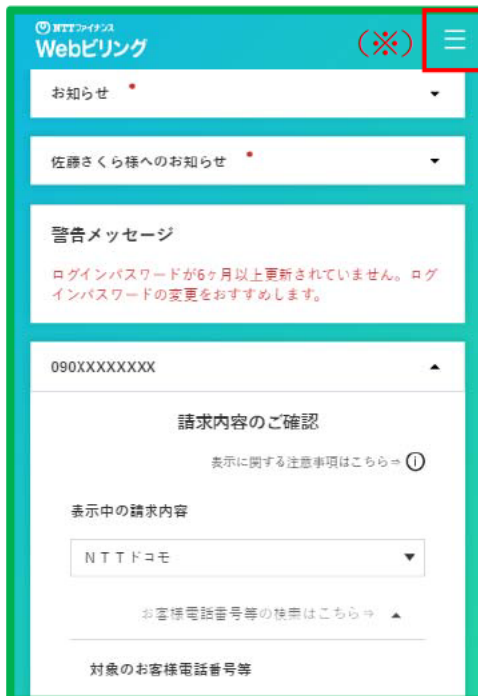 NTTファイナンス
Webビリング
(※)
お知らせ
佐藤さくら様へのお知らせ
警告メッセージ
ログインパスワードが6ヶ月以上更新されていません。ログ
インパスワードの変更をおすすめします。
090XXXXXXXXX
請求内容のご確認
表示に関する注意事項はこちら⇒
表示中の請求内容
ＮＴＴドコモ
お客様電話番号等の検索はこちら⇒
対象のお客様電話番号等